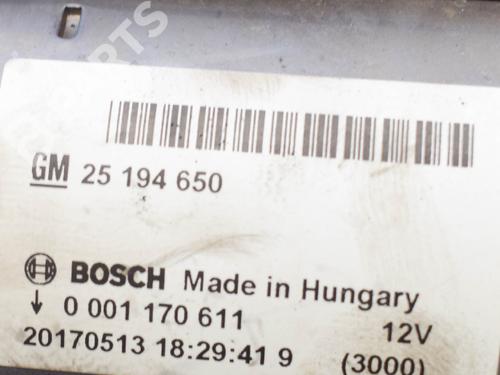 GM 25 194 650
BOSCH Made in Hungary
0 001 170 611 12V
20170513 18:29:41 9 (3000)